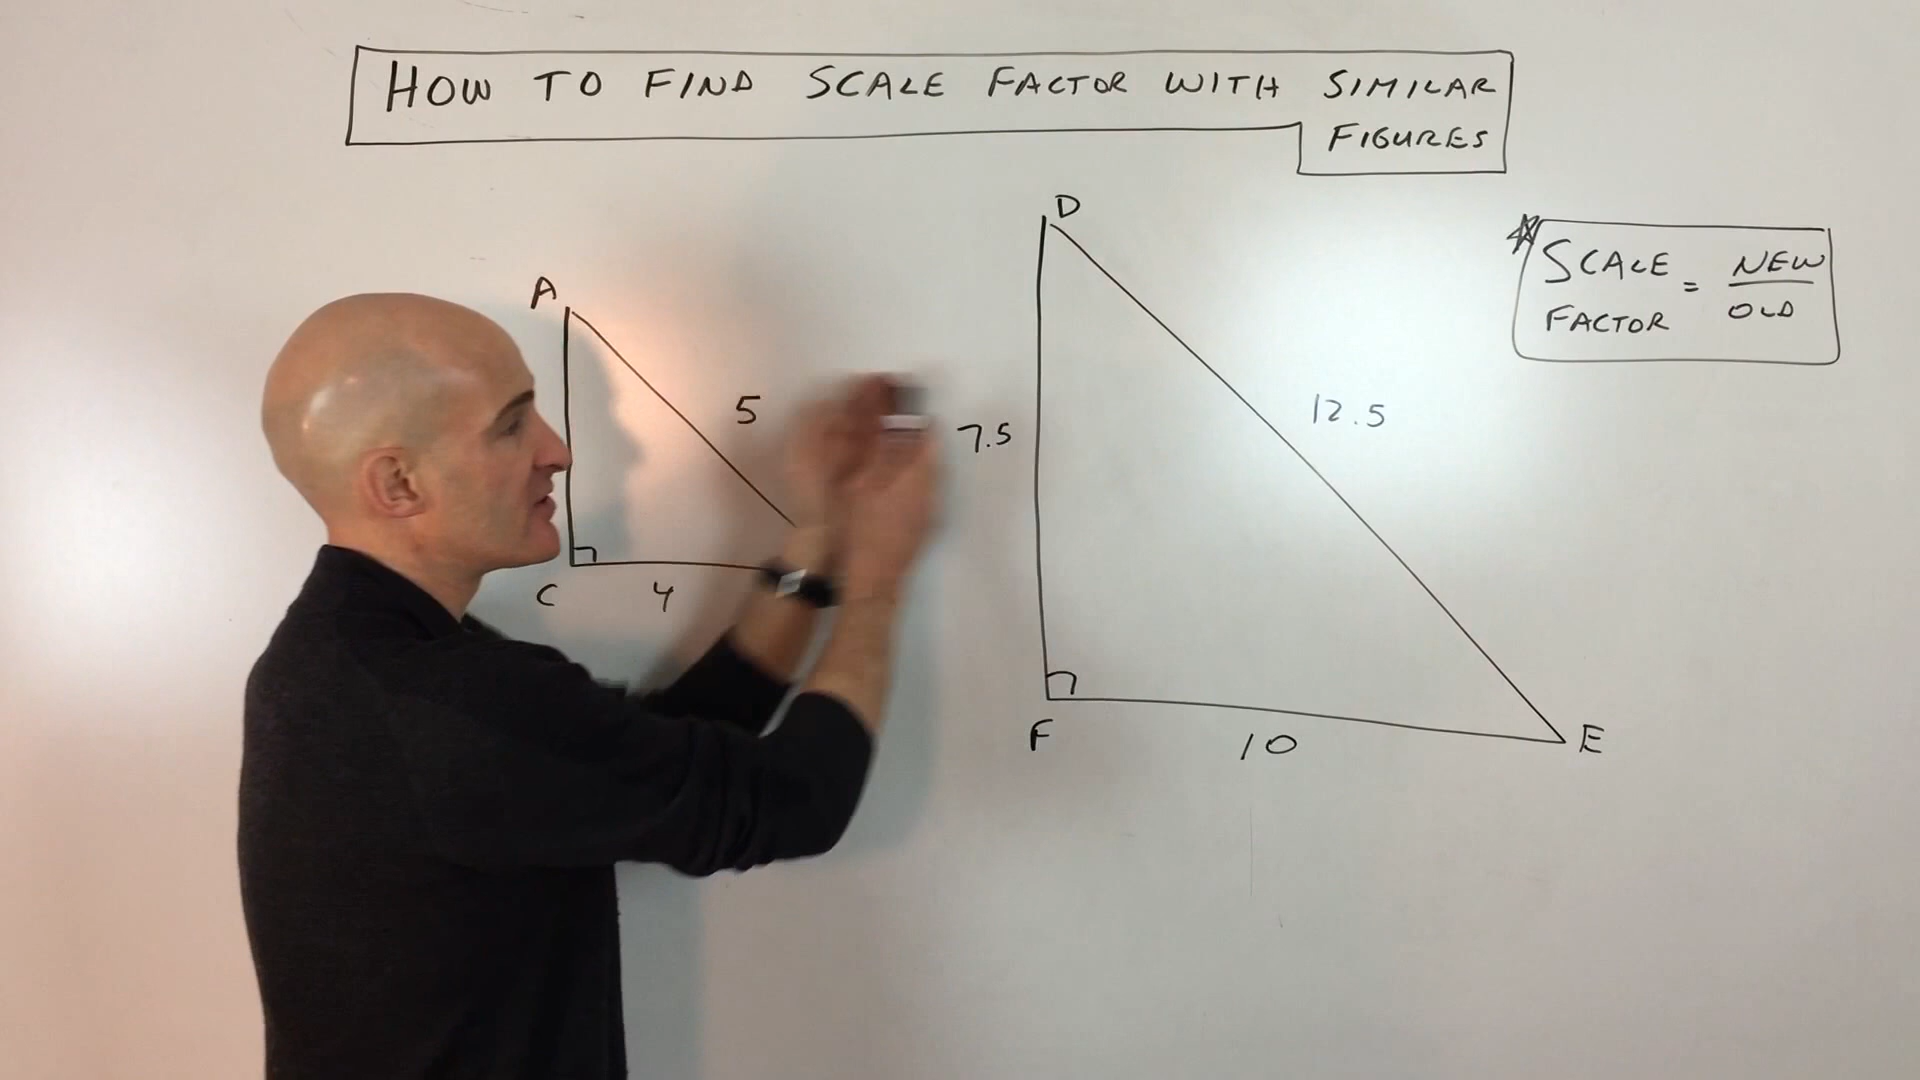 HOW TO FIND SCALE FACTOR WITH SIMILAR
FIGURES
D
SCALE FACTOR = NEW
OLD
A
5
7.5
12.5
C
4
F
10
E